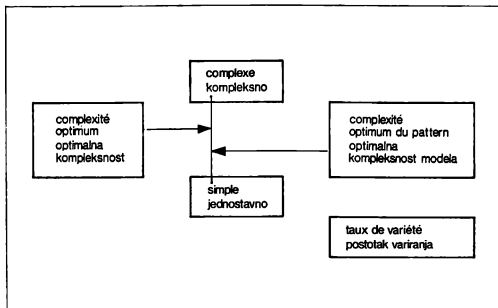 complexe
kompleksno
complexité
optimum
optimalna
kompleksnost
complexité
optimum du pattern
optimalna
kompleksnost modela
simple
jednostavno
taux de variété
postotak variranja